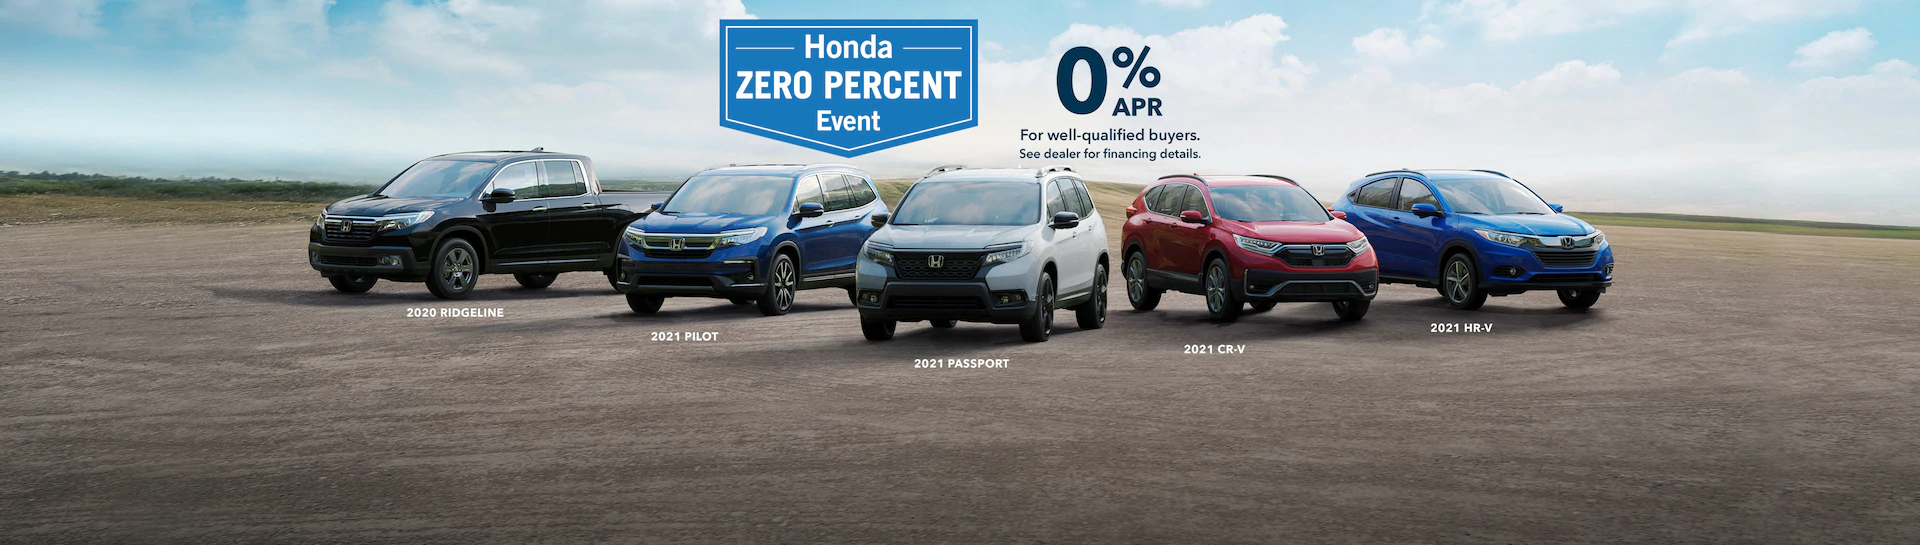 Honda
ZERO PERCENT
Event
0%
APR
For well-qualified buyers.
See dealer for financing details.
2020 RIDGELINE
2021 PILOT
2021 PASSPORT
2021 CR-V
2021 HR-V